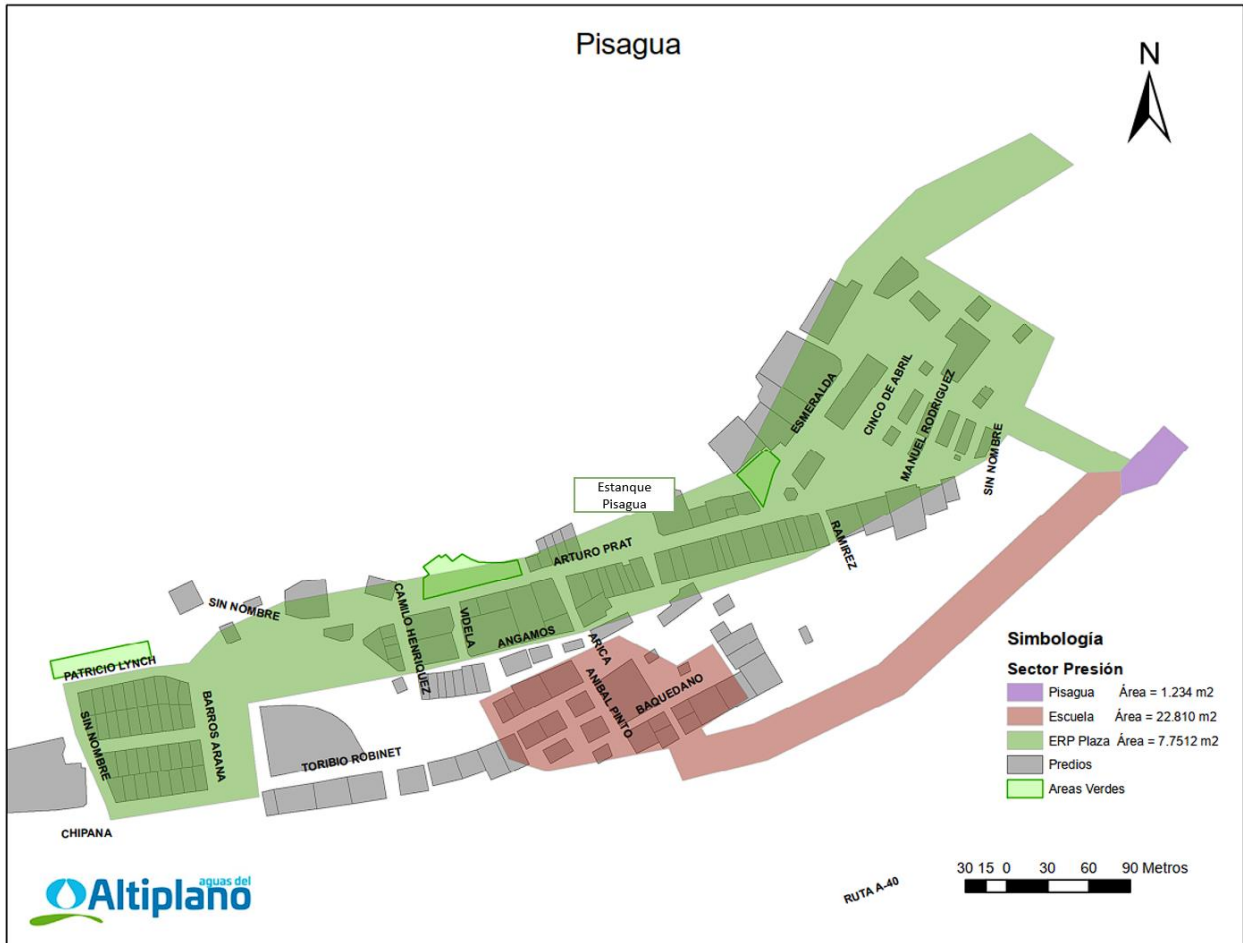 Pisagua
N
ESMERALDA
CINCO DE ABRIL
MANUEL RODRIGUEZ
SIN NOMBRE
Estanque
Pisagua
RAMIREZ
ARTURO PRAT
SIN NOMBRE
CAMILO HENRIQUEZ
VIDELA
ANGAMOS
ARICA
ANIBAL PINTO
BAQUEDANO
PATRICIO LYNCH
SIN NOMBRE
BARROS ARANA
TORIBIO ROBINET
CHIPANA
RUTA A-40
Simbología
Sector Presión
Pisagua Área = 1.234 m2
Escuela Área = 22.810 m2
ERP Plaza Área = 7.7512 m2
Predios
Areas Verdes
30 15 0 30 60 90 Metros
aguas del
Altiplano